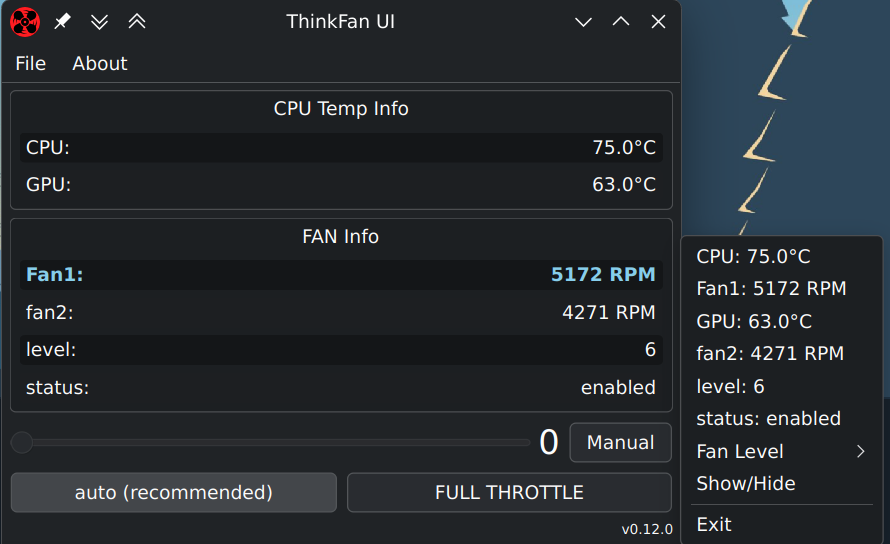 ThinkFan UI
File About
CPU Temp Info
CPU: 75.0°C
GPU: 63.0°C
FAN Info
Fan1: 5172 RPM
fan2: 4271 RPM
level: 6
status: enabled
0 Manual
auto (recommended) FULL THROTTLE
v0.12.0
CPU: 75.0°C
Fan1: 5172 RPM
GPU: 63.0°C
fan2: 4271 RPM
level: 6
status: enabled
Fan Level
Show/Hide
Exit